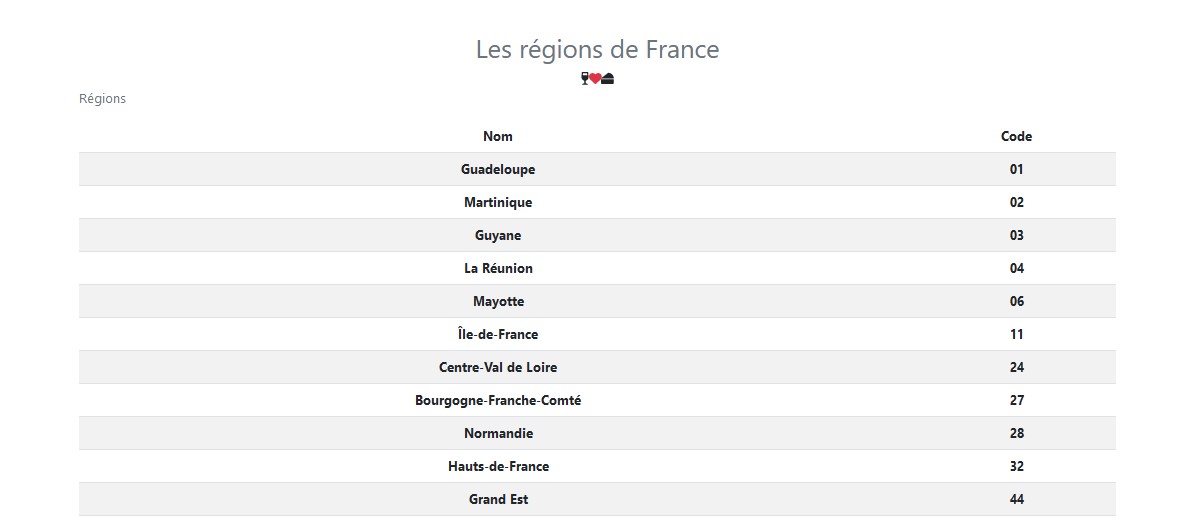 Les régions de France
Régions
Nom Code
Guadeloupe 01
Martinique 02
Guyane 03
La Réunion 04
Mayotte 06
Île-de-France 11
Centre-Val de Loire 24
Bourgogne-Franche-Comté 27
Normandie 28
Hauts-de-France 32
Grand Est 44